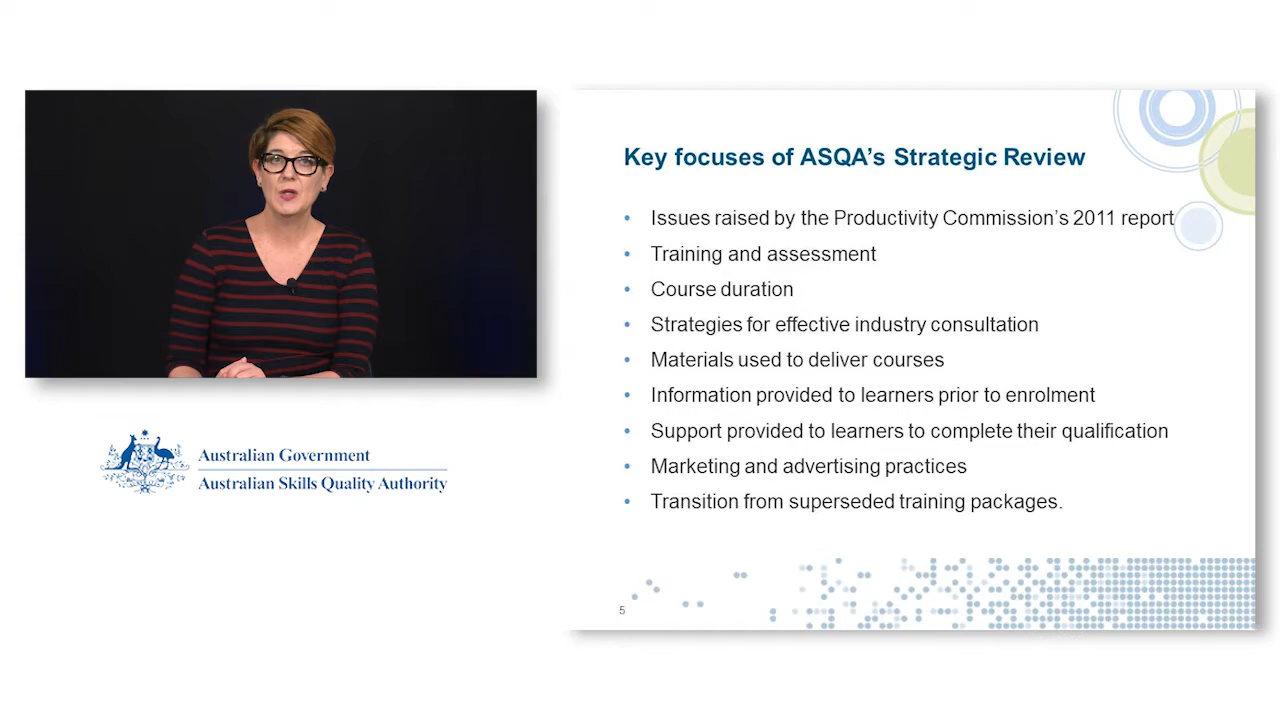 Australian Government
Australian Skills Quality Authority
Key focuses of ASQA's Strategic Review
• Issues raised by the Productivity Commission's 2011 report
• Training and assessment
• Course duration
• Strategies for effective industry consultation
• Materials used to deliver courses
• Information provided to learners prior to enrolment
• Support provided to learners to complete their qualification
• Marketing and advertising practices
• Transition from superseded training packages.
5